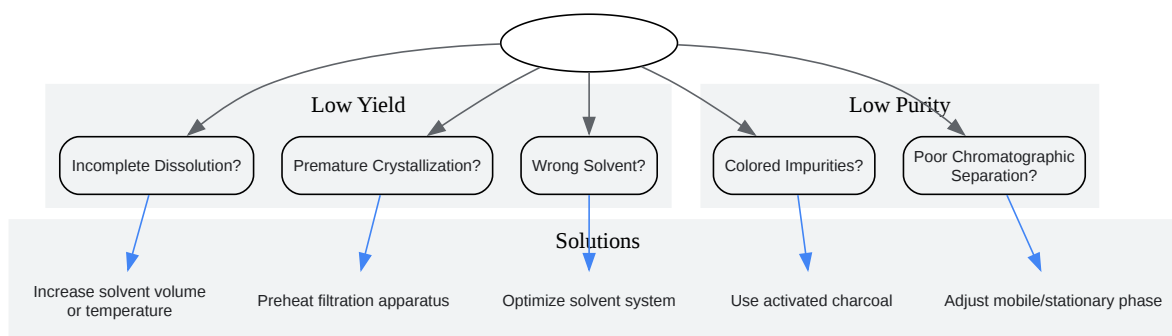 Low Yield
Low Purity
Incomplete Dissolution?
Premature Crystallization?
Wrong Solvent?
Colored Impurities?
Poor Chromatographic
Separation?
Solutions
Increase solvent volume
or temperature
Preheat filtration apparatus
Optimize solvent system
Use activated charcoal
Adjust mobile/stationary phase